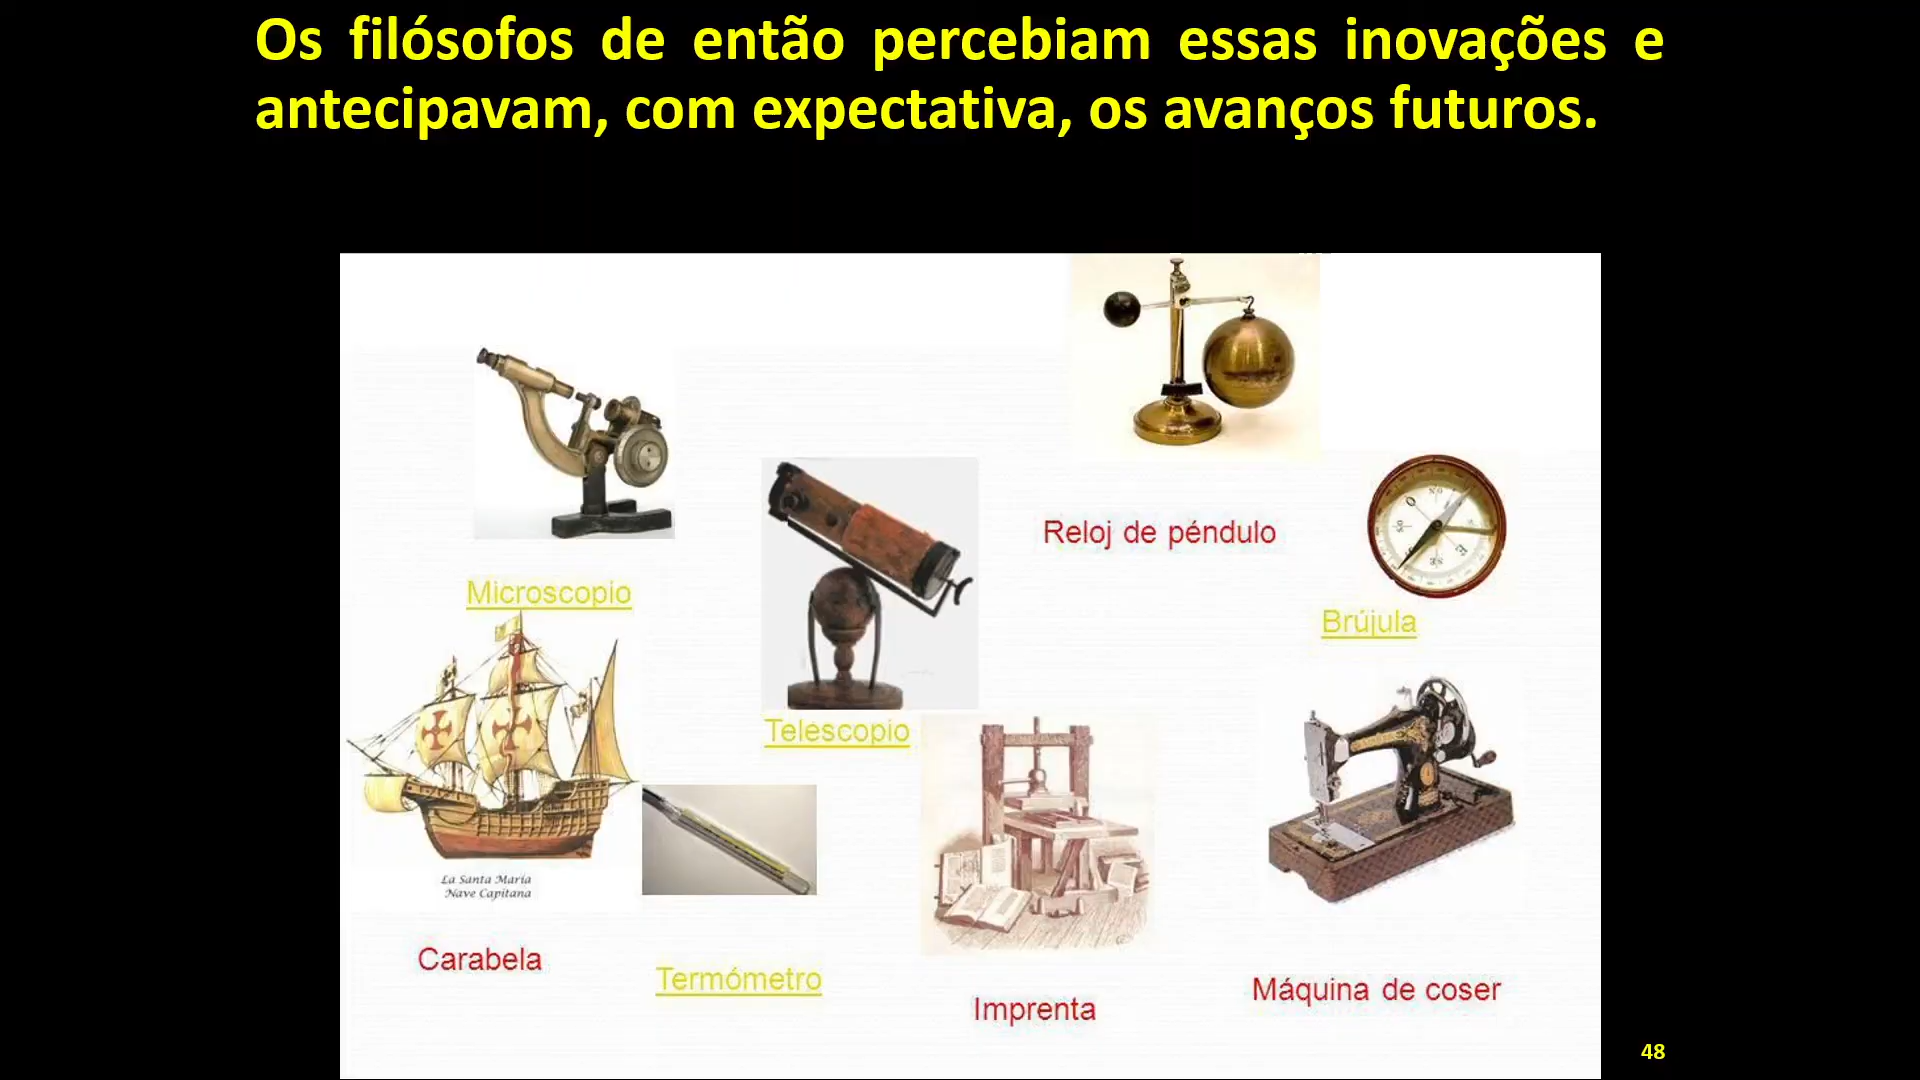 Os filósofos de então percebiam essas inovações e
antecipavam, com expectativa, os avanços futuros.
Reloj de péndulo
Microscopio
Brújula
Telescopio
La Santa María
Nave Capitana
Carabela
Termómetro
Imprenta
Máquina de coser
48